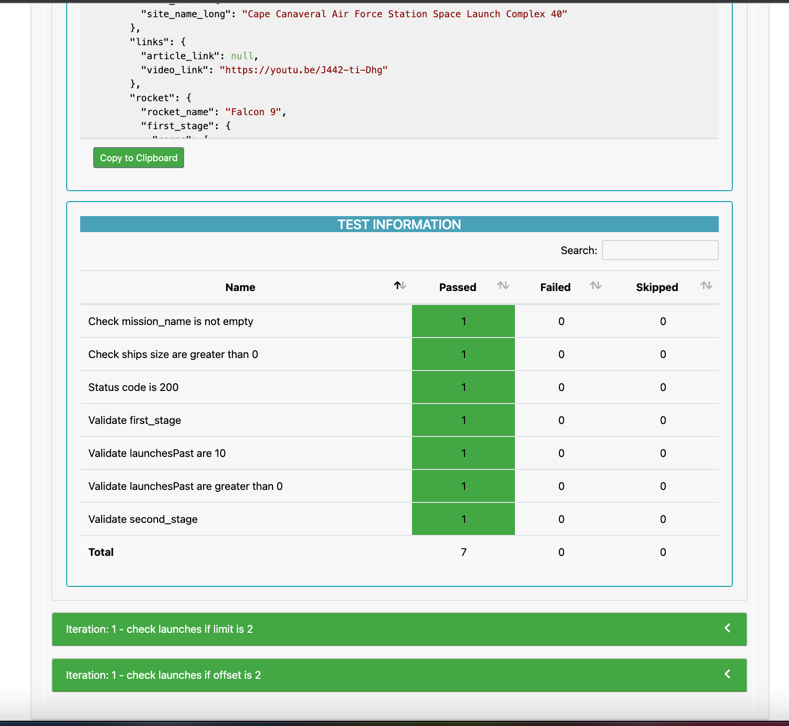 "site_name_long": "Cape Canaveral Air Force Station Space Launch Complex 40"
},
"links": {
"article_link": null,
"video_link": "https://youtu.be/J442-ti-Dhg"
},
"rocket": {
"rocket_name": "Falcon 9",
"first_stage": {
Copy to Clipboard
TEST INFORMATION
Search:
Name Passed Failed Skipped
Check mission_name is not empty 1 0 0
Check ships size are greater than 0 1 0 0
Status code is 200 1 0 0
Validate first_stage 1 0 0
Validate launchesPast are 10 1 0 0
Validate launchesPast are greater than 0 1 0 0
Validate second_stage 1 0 0
Total 7 0 0
Iteration: 1 - check launches if limit is 2
Iteration: 1 - check launches if offset is 2